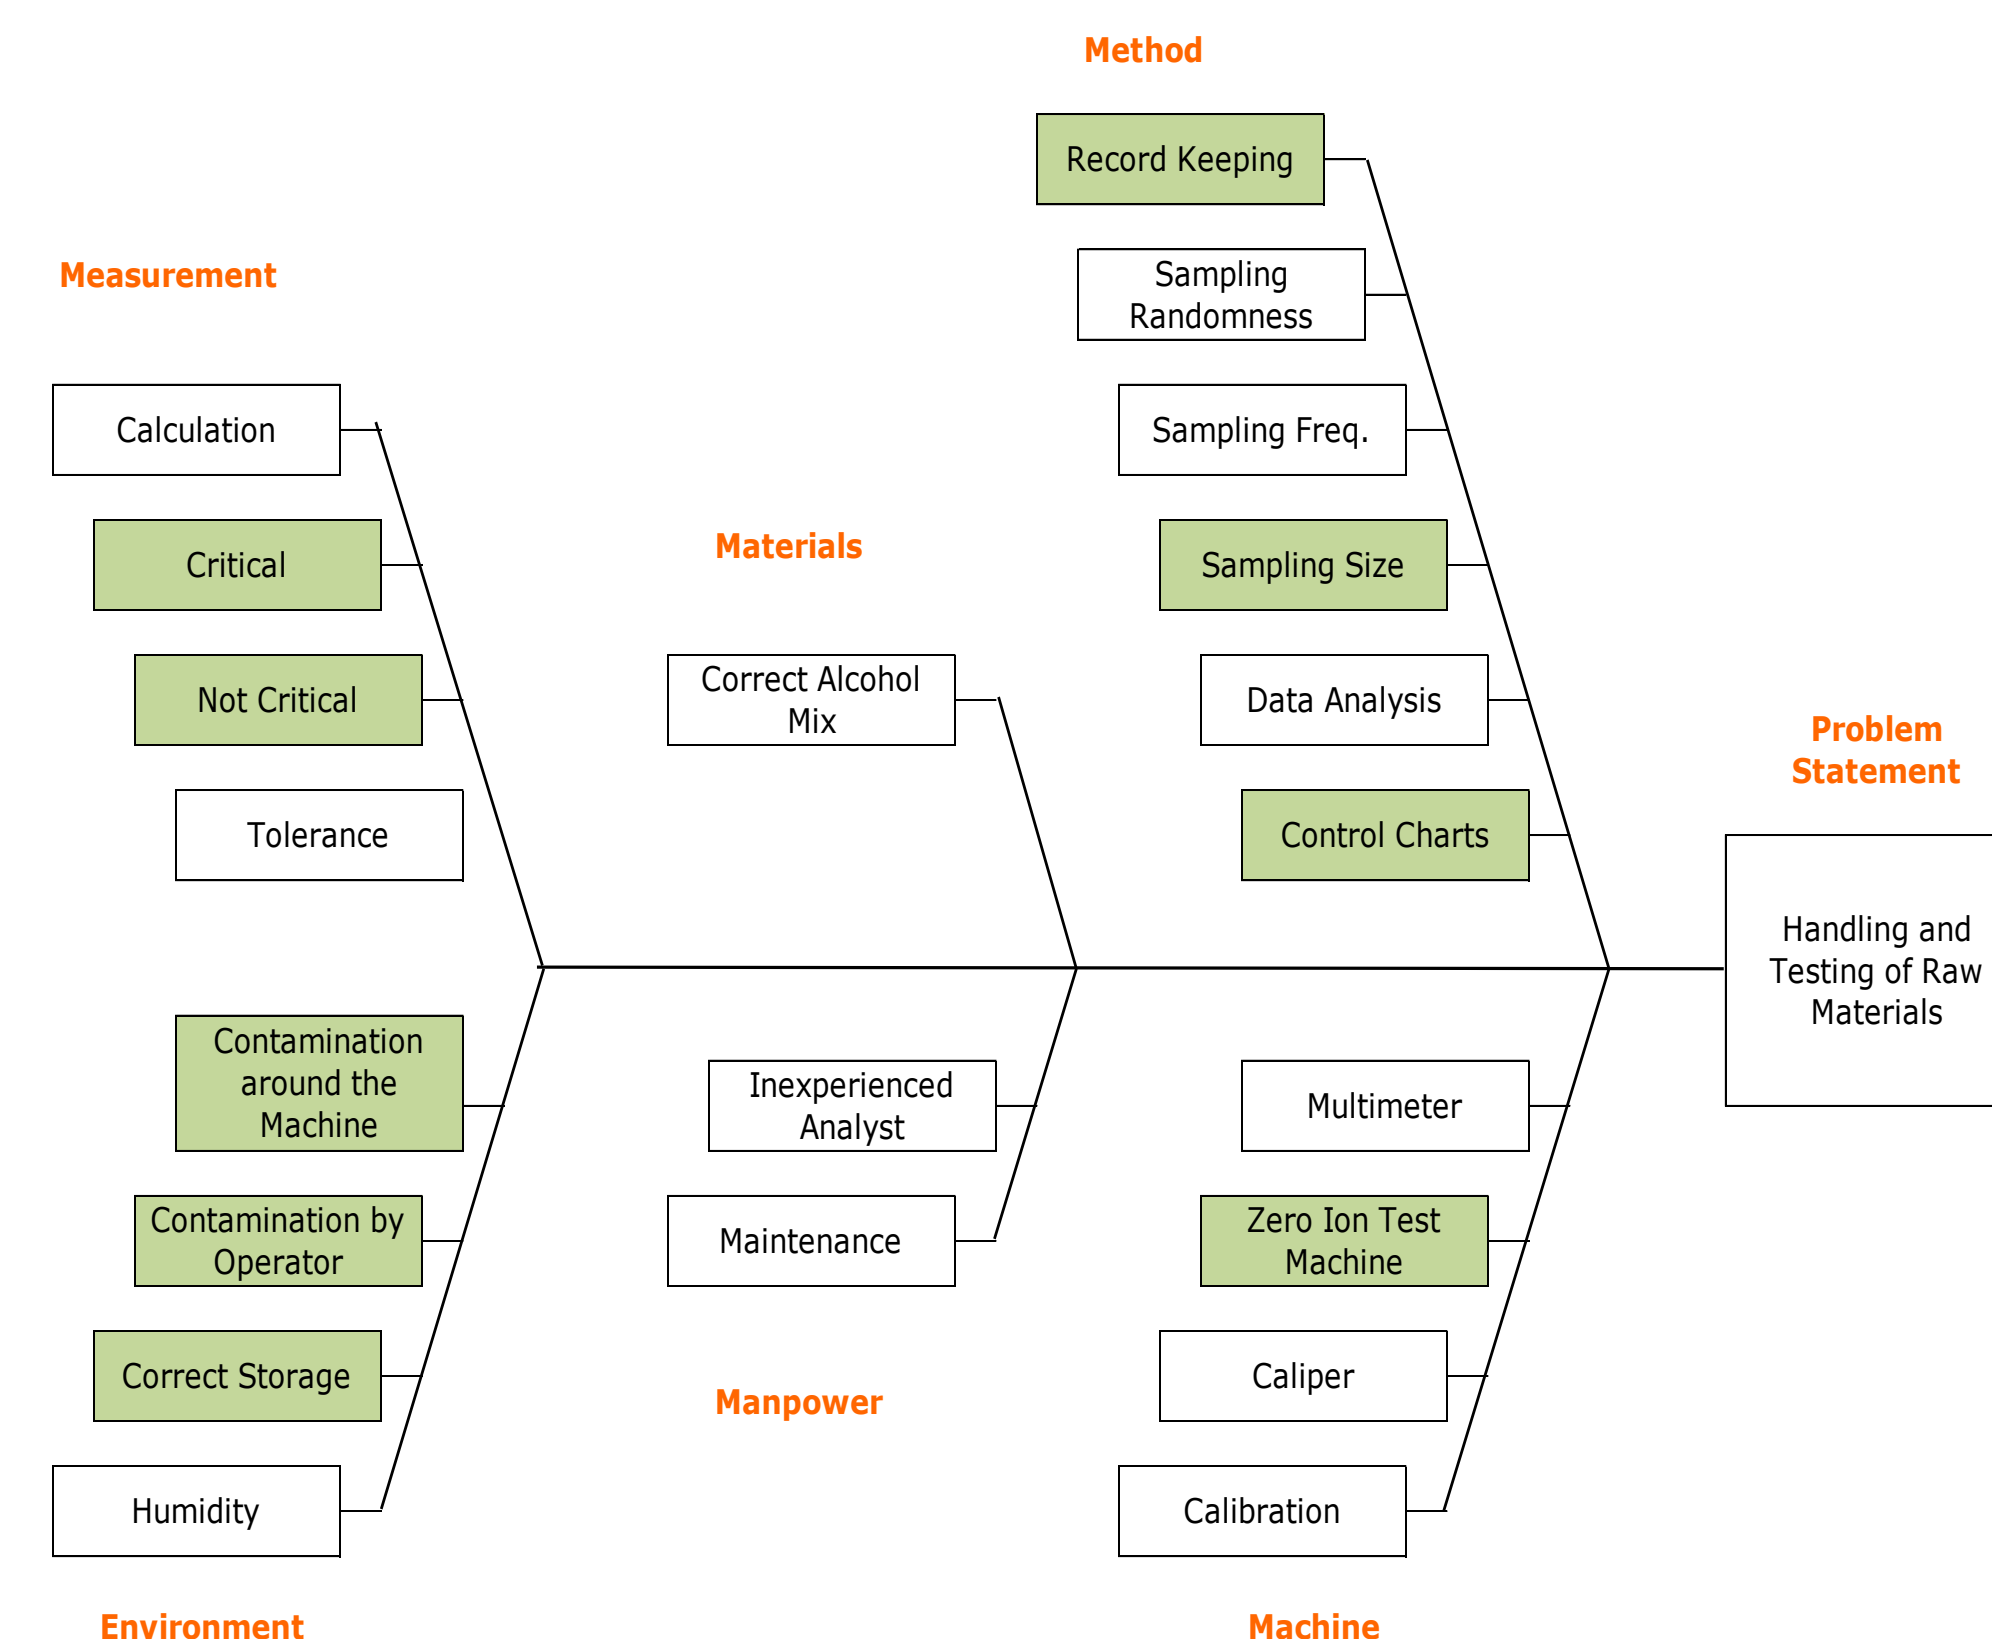 Method
Record Keeping
Sampling
Randomness
Sampling Freq.
Sampling Size
Data Analysis
Control Charts
Measurement
Calculation
Critical
Not Critical
Tolerance
Materials
Correct Alcohol
Mix
Problem
Statement
Handling and
Testing of Raw
Materials
Contamination
around the
Machine
Contamination by
Operator
Correct Storage
Humidity
Environment
Inexperienced
Analyst
Maintenance
Manpower
Multimeter
Zero Ion Test
Machine
Caliper
Calibration
Machine